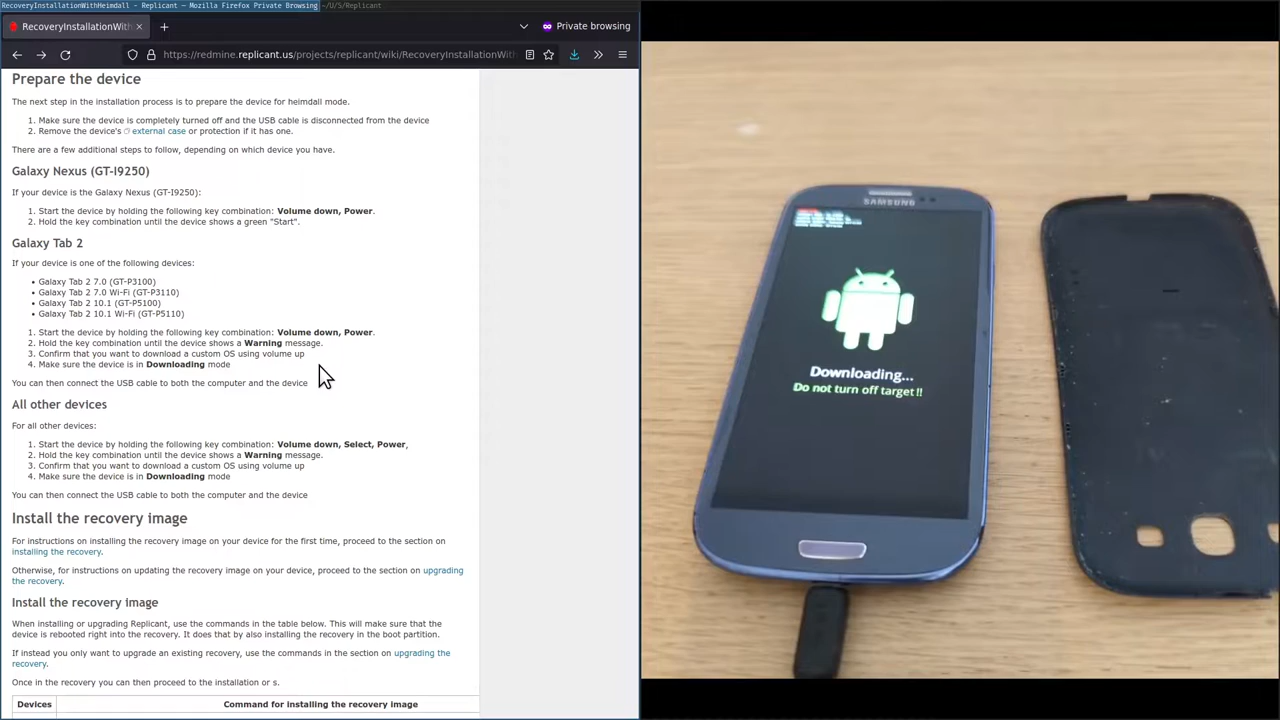 RecoveryInstallationWithHeimdall - Replicant — Mozilla Firefox Private Browsing
~/U/S/Replicant
RecoveryInstallationWith
Private browsing
https://redmine.replicant.us/projects/replicant/wiki/RecoveryInstallationWith
Prepare the device
The next step in the installation process is to prepare the device for heimdall mode.
1. Make sure the device is completely turned off and the USB cable is disconnected from the device
2. Remove the device's external case or protection if it has one.
There are a few additional steps to follow, depending on which device you have.
Galaxy Nexus (GT-I9250)
If your device is the Galaxy Nexus (GT-I9250):
1. Start the device by holding the following key combination: Volume down, Power.
2. Hold the key combination until the device shows a green "Start".
Galaxy Tab 2
If your device is one of the following devices:
• Galaxy Tab 2 7.0 (GT-P3100)
• Galaxy Tab 2 7.0 Wi-Fi (GT-P3110)
• Galaxy Tab 2 10.1 (GT-P5100)
• Galaxy Tab 2 10.1 Wi-Fi (GT-P5110)
1. Start the device by holding the following key combination: Volume down, Power.
2. Hold the key combination until the device shows a Warning message.
3. Confirm that you want to download a custom OS using volume up
4. Make sure the device is in Downloading mode
You can then connect the USB cable to both the computer and the device
All other devices
For all other devices:
1. Start the device by holding the following key combination: Volume down, Select, Power,
2. Hold the key combination until the device shows a Warning message.
3. Confirm that you want to download a custom OS using volume up
4. Make sure the device is in Downloading mode
You can then connect the USB cable to both the computer and the device
Install the recovery image
For instructions on installing the recovery image on your device for the first time, proceed to the section on
installing the recovery.
Otherwise, for instructions on updating the recovery image on your device, proceed to the section on upgrading
the recovery.
Install the recovery image
When installing or upgrading Replicant, use the commands in the table below. This will make sure that the
device is rebooted right into the recovery. It does that by also installing the recovery in the boot partition.
If instead you only want to upgrade an existing recovery, use the commands in the section on upgrading the
recovery.
Once in the recovery you can then proceed to the installation or s.
Devices Command for installing the recovery image
SAMSUNG
Downloading...
Do not turn off target !!